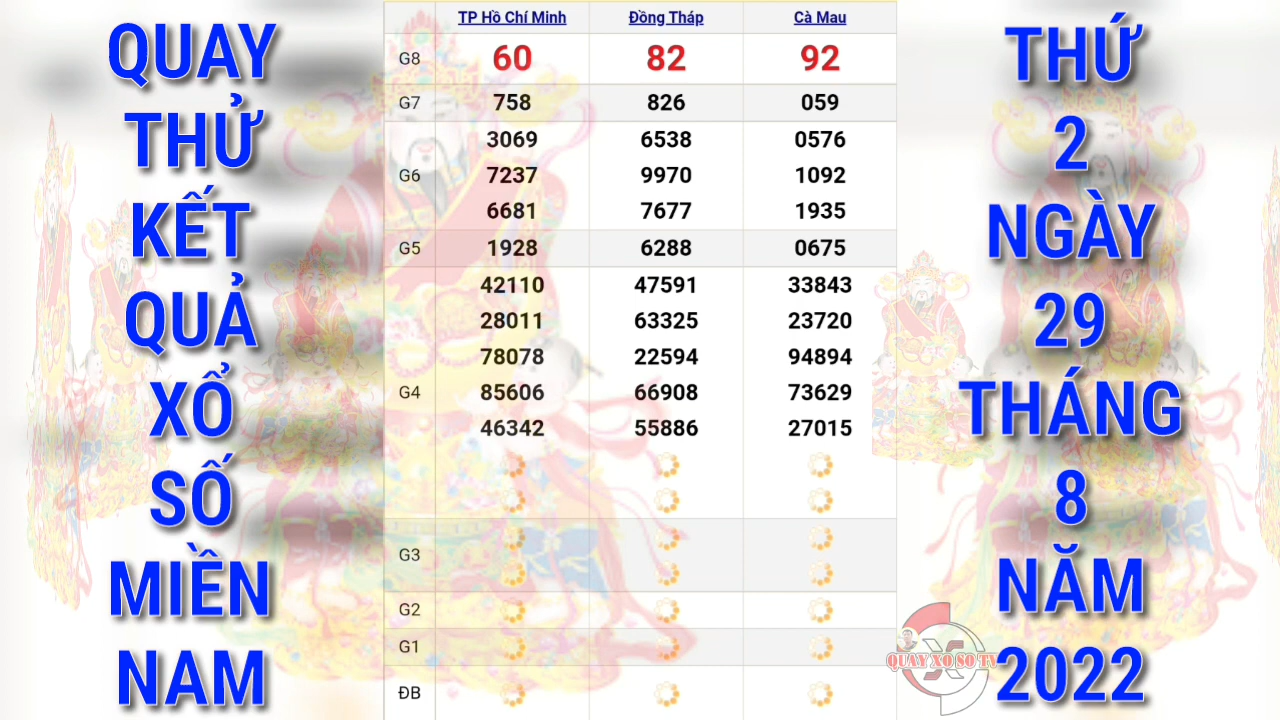 QUAY
THỬ
KẾT
QUẢ
XỔ
SỐ
MIỀN
NAM
TP Hồ Chí Minh Đồng Tháp Cà Mau
G8 60 82 92
G7 758 826 059
3069 6538 0576
G6 7237 9970 1092
6681 7677 1935
G5 1928 6288 0675
42110 47591 33843
28011 63325 23720
78078 22594 94894
G4 85606 66908 73629
46342 55886 27015
G3
G2
G1
ĐB
THỨ
2
NGÀY
29
THÁNG
8
NĂM
2022
QUAY XO SO TV